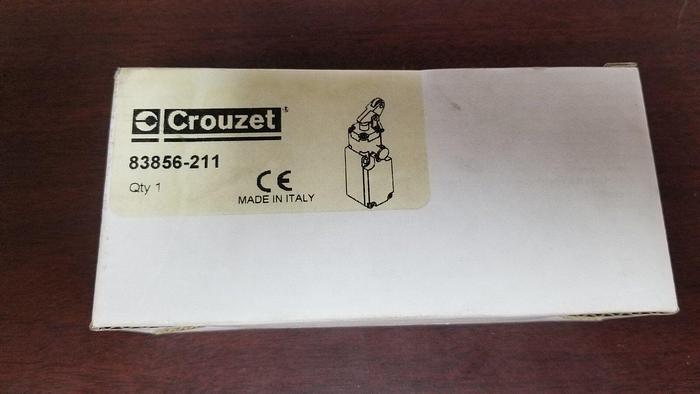 Crouzet
83856-211
Qty 1
CE
MADE IN ITALY